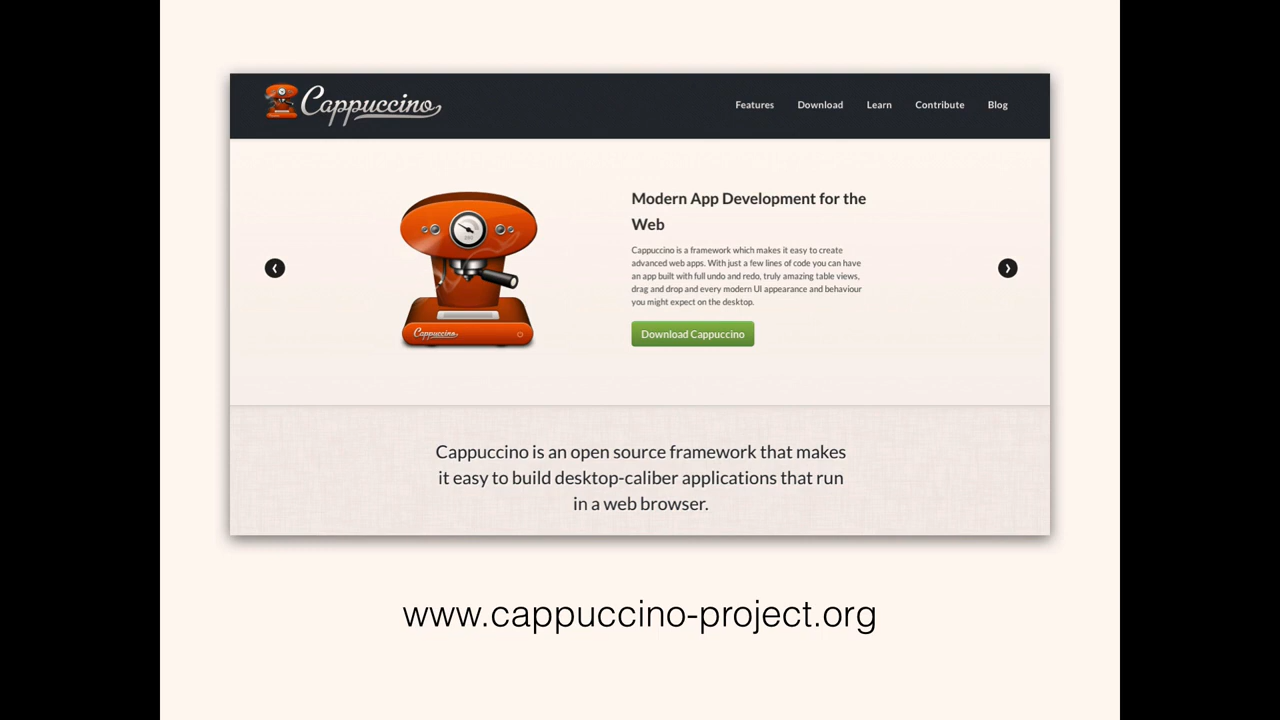 Cappuccino
Features Download Learn Contribute Blog
Modern App Development for the
Web
Cappuccino is a framework which makes it easy to create
advanced web apps. With just a few lines of code you can have
an app built with full undo and redo, truly amazing table views,
drag and drop and every modern UI appearance and behaviour
you might expect on the desktop.
Download Cappuccino
Cappuccino
Cappuccino is an open source framework that makes
it easy to build desktop-caliber applications that run
in a web browser.
www.cappuccino-project.org